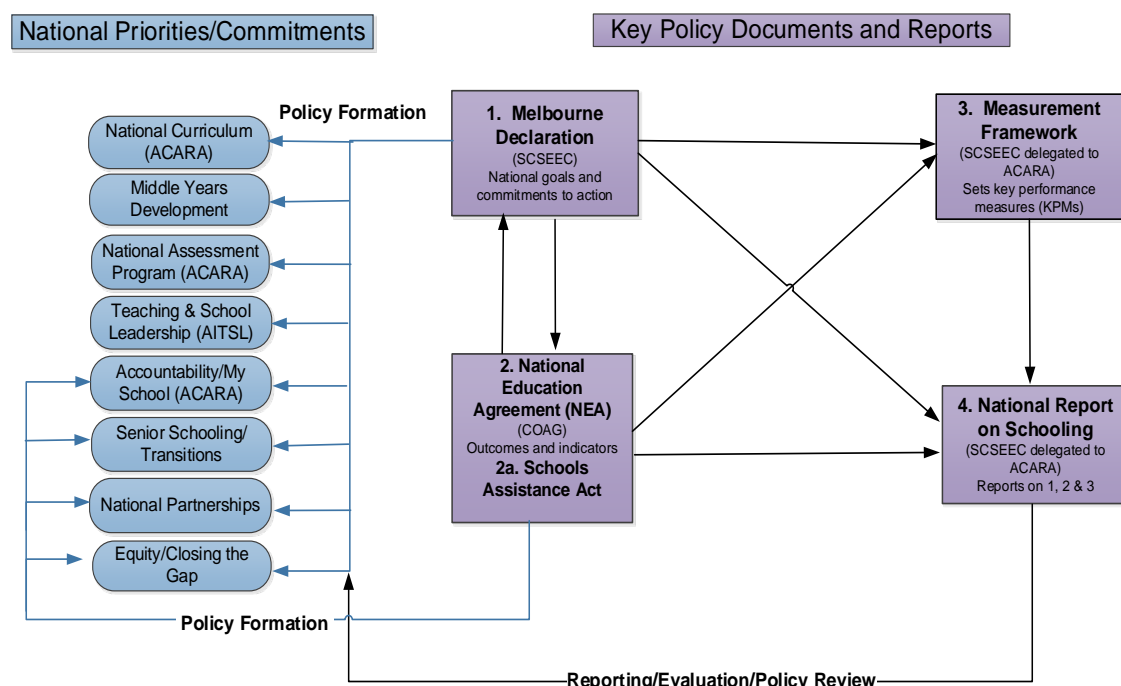 National Priorities/Commitments
Key Policy Documents and Reports
Policy Formation
National Curriculum
(ACARA)
Middle Years
Development
National Assessment
Program (ACARA)
Teaching & School
Leadership (AITSL)
Accountability/My
School (ACARA)
Senior Schooling/
Transitions
National Partnerships
Equity/Closing the
Gap
1. Melbourne
Declaration
(SCSEEC)
National goals and
commitments to action
2. National
Education
Agreement (NEA)
(COAG)
Outcomes and indicators
2a. Schools
Assistance Act
3. Measurement
Framework
(SCSEEC delegated to
ACARA)
Sets key performance
measures (KPMs)
4. National Report
on Schooling
(SCSEEC delegated to
ACARA)
Reports on 1, 2 & 3
Policy Formation
Reporting/Evaluation/Policy Review